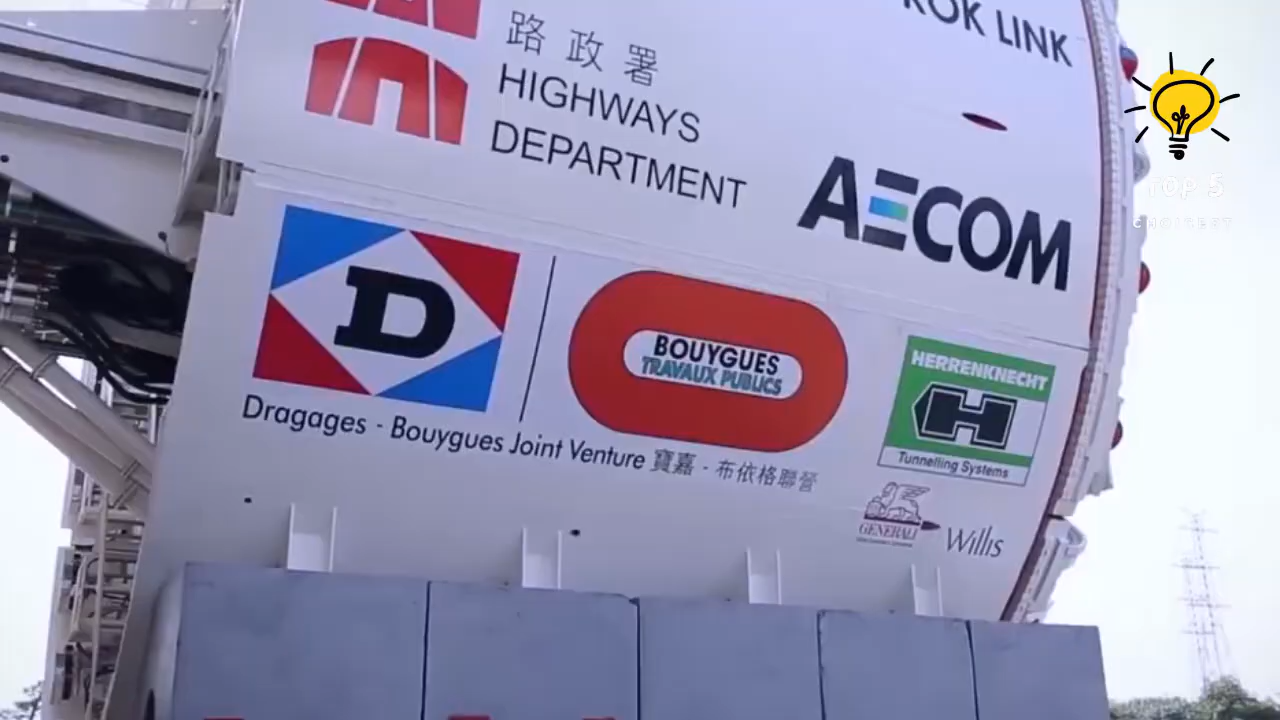 KOK LINK
路政署
HIGHWAYS
DEPARTMENT
AECOM
D
BOUYGUES
TRAVAUX PUBLICS
HERRENKNECHT
H
Tunnelling Systems
Dragages - Bouygues Joint Venture 寶嘉 - 布依格聯營
GENERALI
Willis
TOP 5
CHOICEST